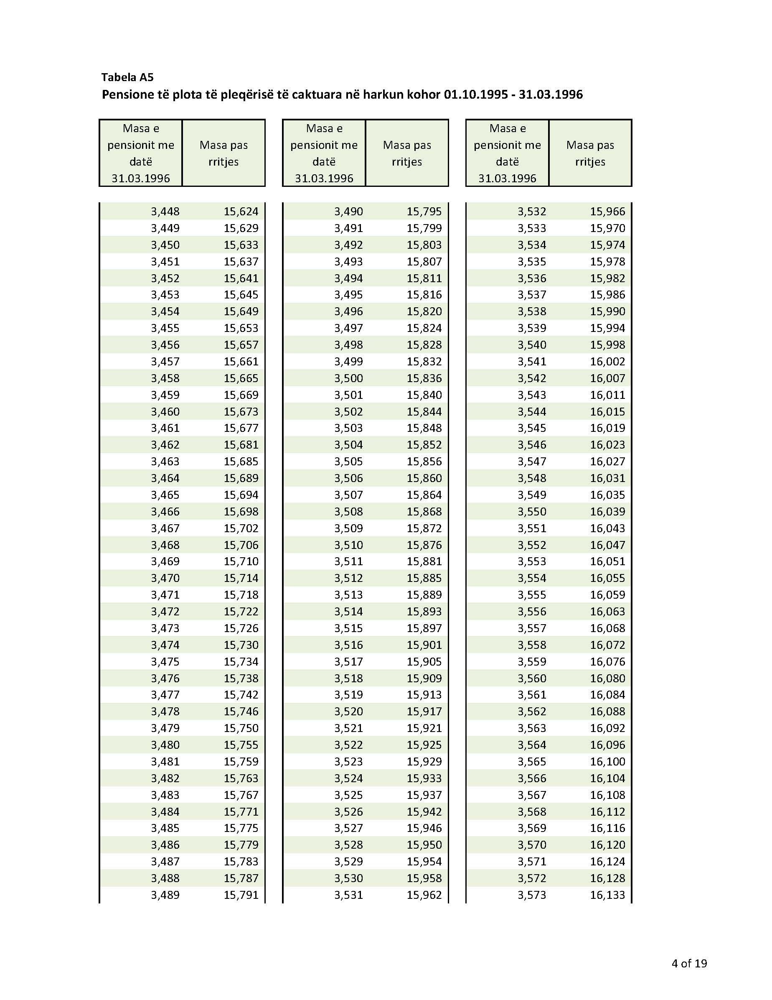 Tabela A5
Pensione të plota të pleqërisë të caktuara në harkun kohor 01.10.1995 - 31.03.1996
Masa e pensionit me datë 31.03.1996 Masa pas rritjes Masa e pensionit me datë 31.03.1996 Masa pas rritjes Masa e pensionit me datë 31.03.1996 Masa pas rritjes
3,448 15,624 3,490 15,795 3,532 15,966
3,449 15,629 3,491 15,799 3,533 15,970
3,450 15,633 3,492 15,803 3,534 15,974
3,451 15,637 3,493 15,807 3,535 15,978
3,452 15,641 3,494 15,811 3,536 15,982
3,453 15,645 3,495 15,816 3,537 15,986
3,454 15,649 3,496 15,820 3,538 15,990
3,455 15,653 3,497 15,824 3,539 15,994
3,456 15,657 3,498 15,828 3,540 15,998
3,457 15,661 3,499 15,832 3,541 16,002
3,458 15,665 3,500 15,836 3,542 16,007
3,459 15,669 3,501 15,840 3,543 16,011
3,460 15,673 3,502 15,844 3,544 16,015
3,461 15,677 3,503 15,848 3,545 16,019
3,462 15,681 3,504 15,852 3,546 16,023
3,463 15,685 3,505 15,856 3,547 16,027
3,464 15,689 3,506 15,860 3,548 16,031
3,465 15,694 3,507 15,864 3,549 16,035
3,466 15,698 3,508 15,868 3,550 16,039
3,467 15,702 3,509 15,872 3,551 16,043
3,468 15,706 3,510 15,876 3,552 16,047
3,469 15,710 3,511 15,881 3,553 16,051
3,470 15,714 3,512 15,885 3,554 16,055
3,471 15,718 3,513 15,889 3,555 16,059
3,472 15,722 3,514 15,893 3,556 16,063
3,473 15,726 3,515 15,897 3,557 16,068
3,474 15,730 3,516 15,901 3,558 16,072
3,475 15,734 3,517 15,905 3,559 16,076
3,476 15,738 3,518 15,909 3,560 16,080
3,477 15,742 3,519 15,913 3,561 16,084
3,478 15,746 3,520 15,917 3,562 16,088
3,479 15,750 3,521 15,921 3,563 16,092
3,480 15,755 3,522 15,925 3,564 16,096
3,481 15,759 3,523 15,929 3,565 16,100
3,482 15,763 3,524 15,933 3,566 16,104
3,483 15,767 3,525 15,937 3,567 16,108
3,484 15,771 3,526 15,942 3,568 16,112
3,485 15,775 3,527 15,946 3,569 16,116
3,486 15,779 3,528 15,950 3,570 16,120
3,487 15,783 3,529 15,954 3,571 16,124
3,488 15,787 3,530 15,958 3,572 16,128
3,489 15,791 3,531 15,962 3,573 16,133
4 of 19